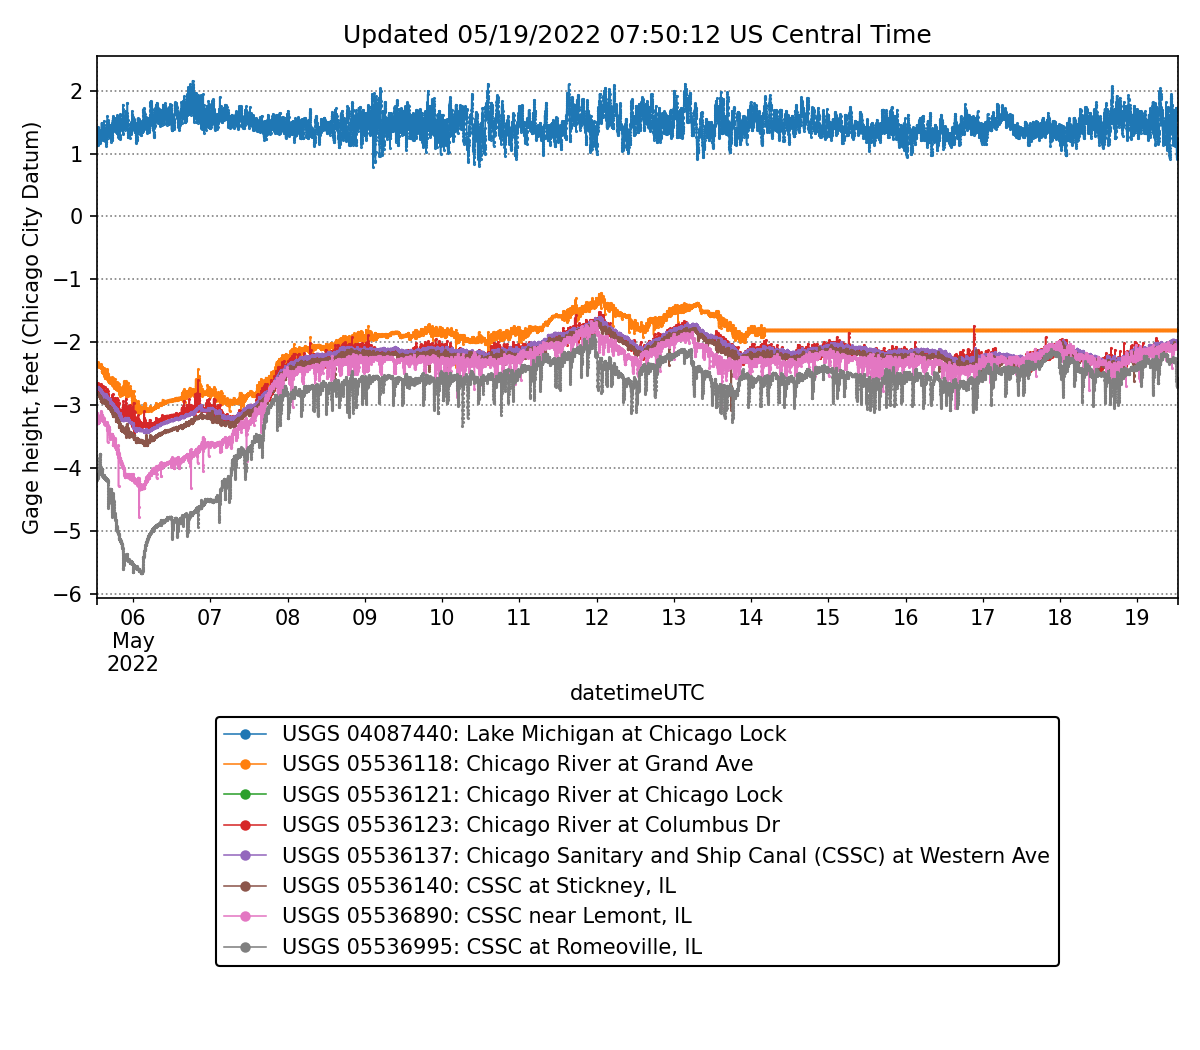 Updated 05/19/2022 07:50:12 US Central Time
Gage height, feet (Chicago City Datum)
2
1
0
−1
−2
−3
−4
−5
−6
06 07 08 09 10 11 12 13 14 15 16 17 18 19
May
2022
datetimeUTC
USGS 04087440: Lake Michigan at Chicago Lock
USGS 05536118: Chicago River at Grand Ave
USGS 05536121: Chicago River at Chicago Lock
USGS 05536123: Chicago River at Columbus Dr
USGS 05536137: Chicago Sanitary and Ship Canal (CSSC) at Western Ave
USGS 05536140: CSSC at Stickney, IL
USGS 05536890: CSSC near Lemont, IL
USGS 05536995: CSSC at Romeoville, IL